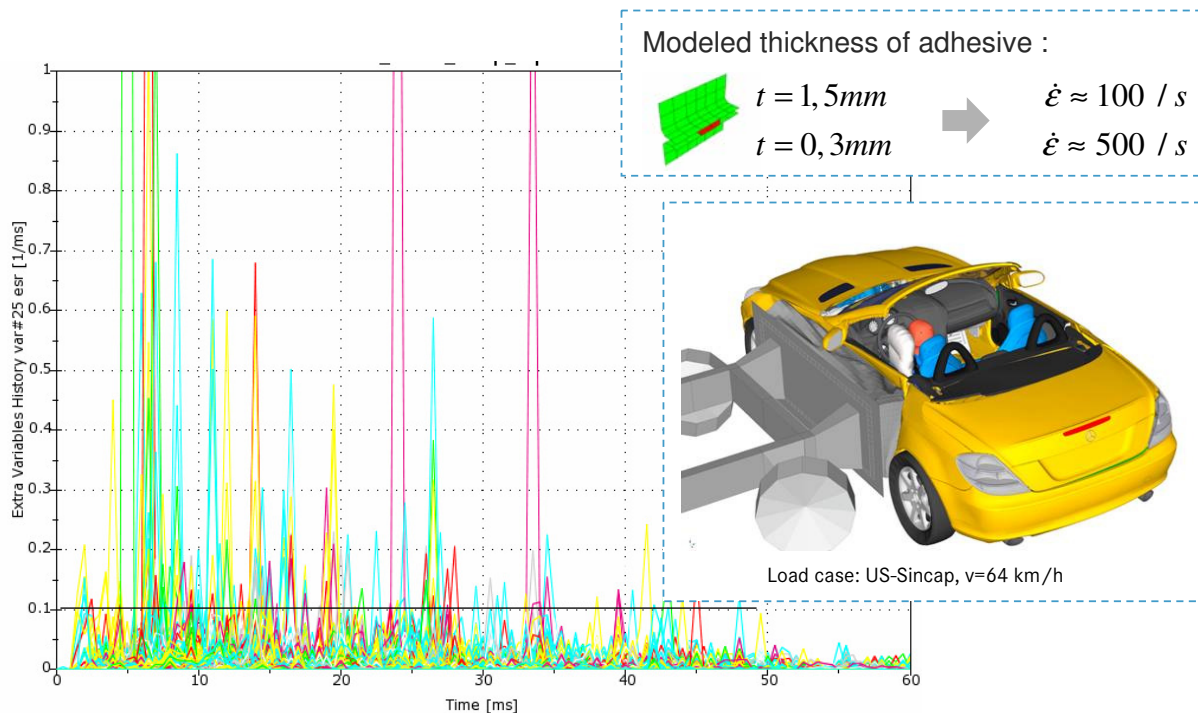 Modeled thickness of adhesive :
t = 1,5mm
ε̇ ≈ 100 / s
t = 0,3mm
ε̇ ≈ 500 / s
1
0.9
0.8
0.7
0.6
0.5
0.4
0.3
0.2
0.1
0
Extra Variables History var#25 esr [1/ms]
0
10
20
30
40
50
60
Time [ms]
Load case: US-Sincap, v=64 km/h